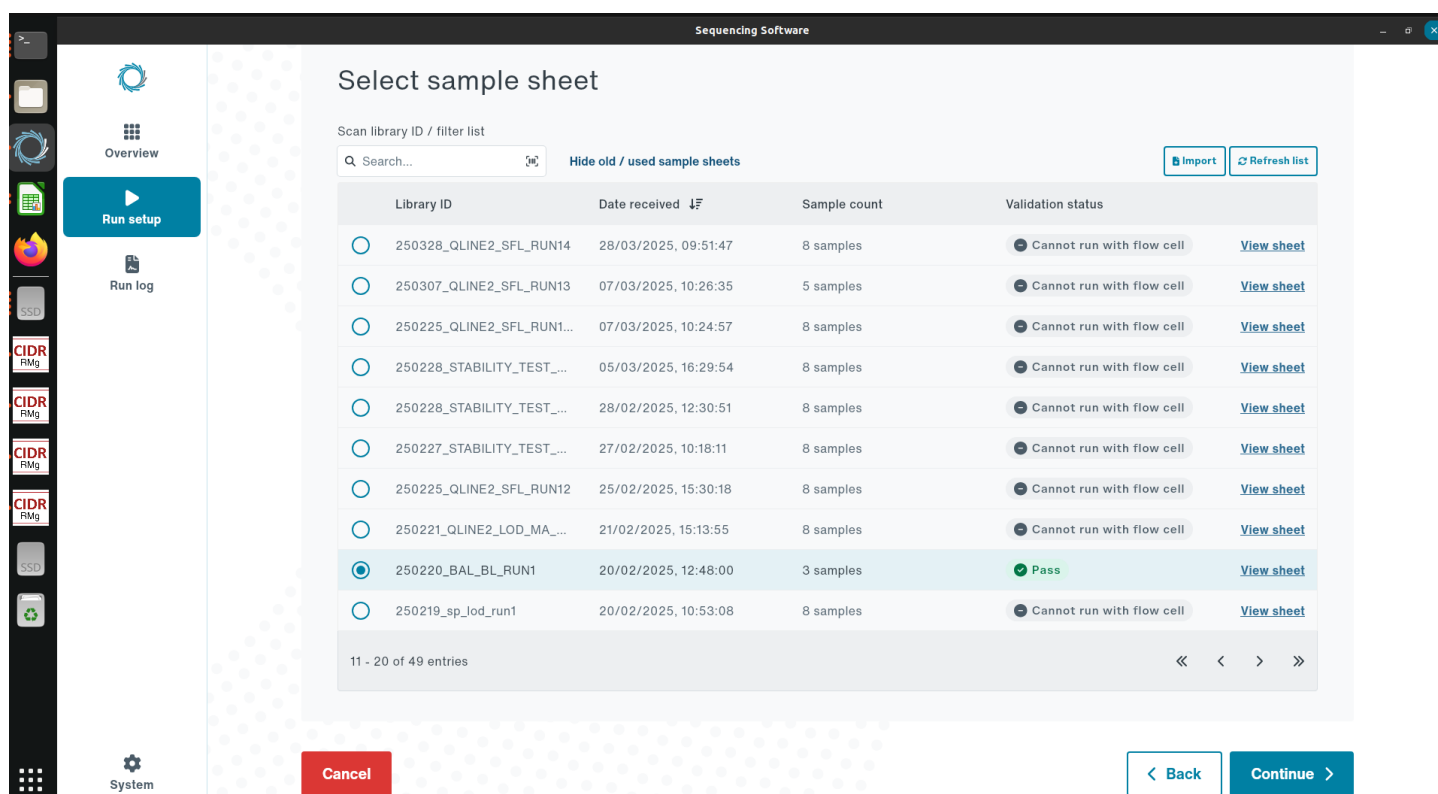 Sequencing Software
Select sample sheet
Scan library ID / filter list
Search...
Hide old / used sample sheets
Import
Refresh list
Overview
Run setup
Run log
System
SSD
CIDR
RMg
CIDR
RMg
CIDR
RMg
CIDR
RMg
SSD
Library ID Date received Sample count Validation status
250328_QLINE2_SFL_RUN14 28/03/2025, 09:51:47 8 samples Cannot run with flow cell View sheet
250307_QLINE2_SFL_RUN13 07/03/2025, 10:26:35 5 samples Cannot run with flow cell View sheet
250225_QLINE2_SFL_RUN1... 07/03/2025, 10:24:57 8 samples Cannot run with flow cell View sheet
250228_STABILITY_TEST_... 05/03/2025, 16:29:54 8 samples Cannot run with flow cell View sheet
250228_STABILITY_TEST_... 28/02/2025, 12:30:51 8 samples Cannot run with flow cell View sheet
250227_STABILITY_TEST_... 27/02/2025, 10:18:11 8 samples Cannot run with flow cell View sheet
250225_QLINE2_SFL_RUN12 25/02/2025, 15:30:18 8 samples Cannot run with flow cell View sheet
250221_QLINE2_LOD_MA_... 21/02/2025, 15:13:55 8 samples Cannot run with flow cell View sheet
250220_BAL_BL_RUN1 20/02/2025, 12:48:00 3 samples Pass View sheet
250219_sp_lod_run1 20/02/2025, 10:53:08 8 samples Cannot run with flow cell View sheet
11 - 20 of 49 entries
Cancel
Back
Continue